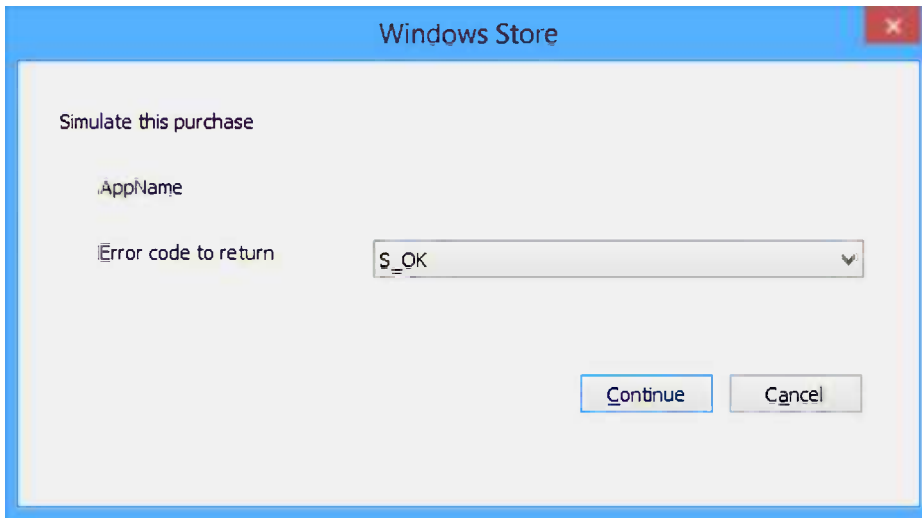 Windows Store
Simulate this purchase
AppName
Error code to return
S_OK
Continue
Cancel